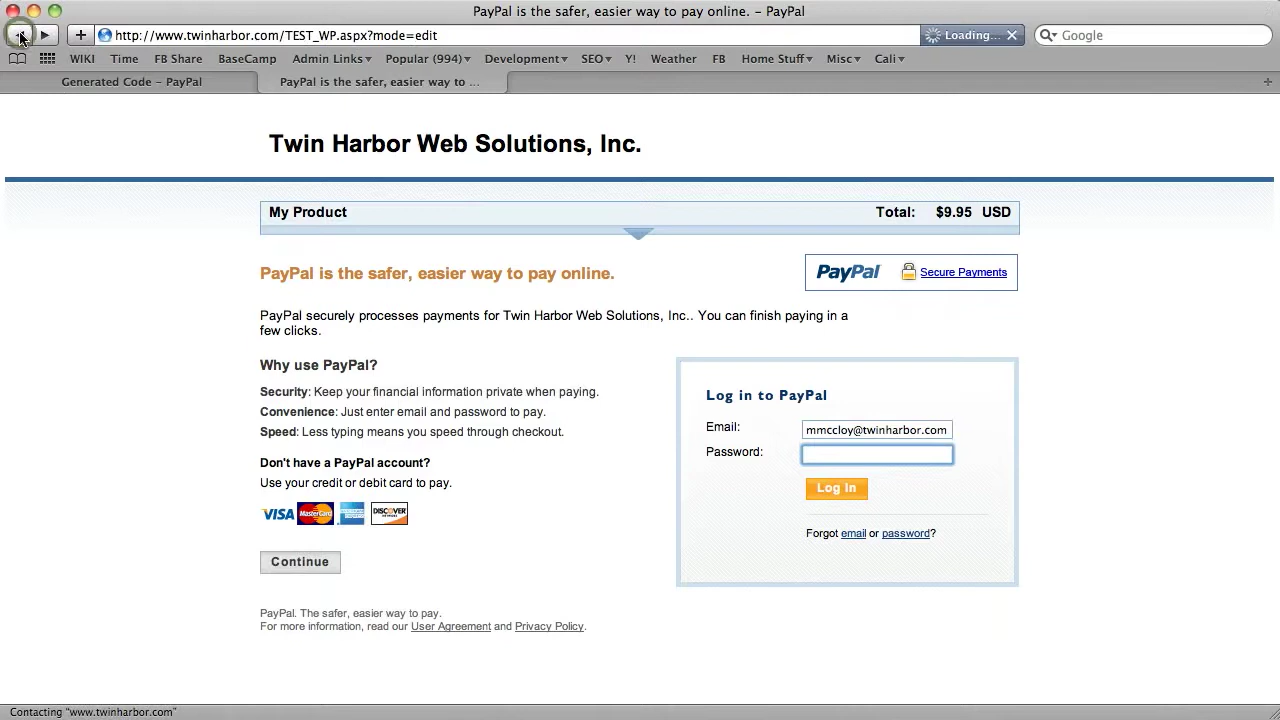 PayPal is the safer, easier way to pay online. – PayPal
http://www.twinharbor.com/TEST_WP.aspx?mode=edit
Loading...
Google
WIKI Time FB Share BaseCamp Admin Links Popular (994) Development SEO Y! Weather FB Home Stuff Misc Cali
Generated Code – PayPal
PayPal is the safer, easier way to ...
Twin Harbor Web Solutions, Inc.
My Product Total: $9.95 USD
PayPal is the safer, easier way to pay online.
PayPal Secure Payments
PayPal securely processes payments for Twin Harbor Web Solutions, Inc.. You can finish paying in a
few clicks.
Why use PayPal?
Security: Keep your financial information private when paying.
Convenience: Just enter email and password to pay.
Speed: Less typing means you speed through checkout.
Don't have a PayPal account?
Use your credit or debit card to pay.
VISA MasterCard AM EX DISCOVER
Continue
Log in to PayPal
Email: mmccloy@twinharbor.com
Password:
Log In
Forgot email or password?
PayPal. The safer, easier way to pay.
For more information, read our User Agreement and Privacy Policy.
Contacting "www.twinharbor.com"